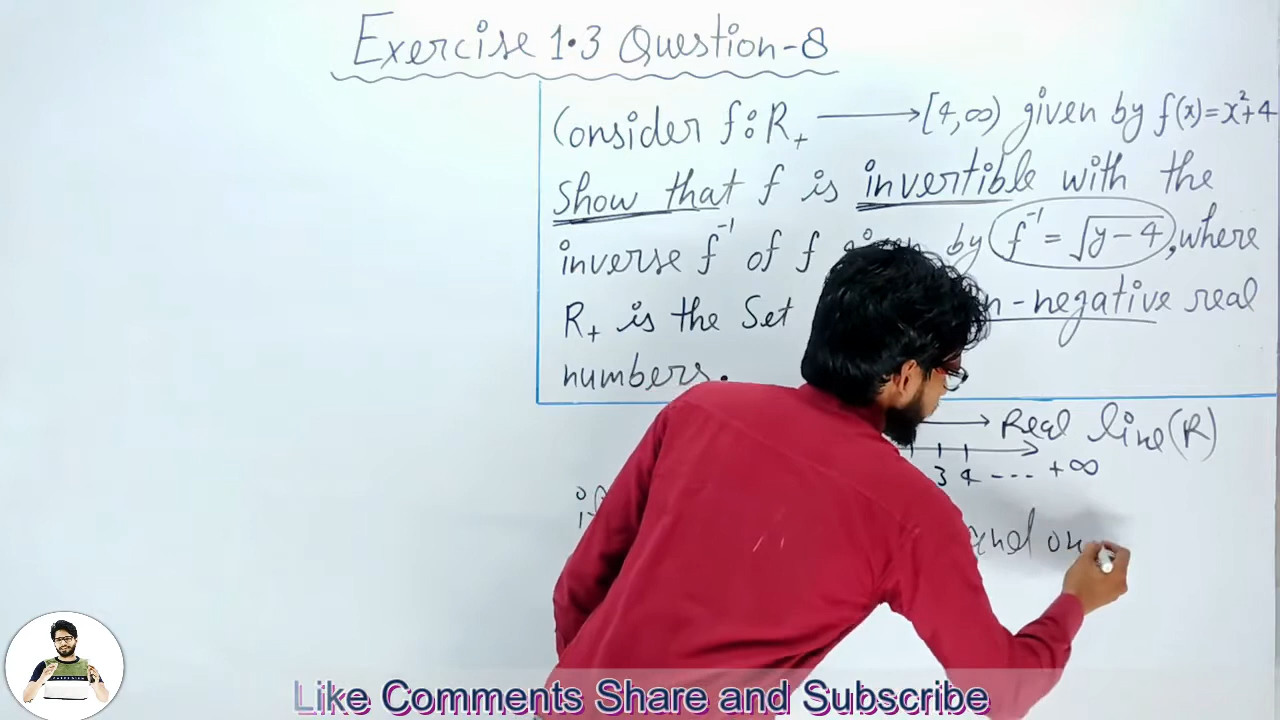 Exercise 1.3 Question-8
Consider f:R₊ ⟶ [4,∞) given by f(x)=x²+4
Show that f is invertible with the
inverse f⁻¹ of f by f⁻¹ = √y-4, where
R₊ is the Set n-negative real
numbers.
→ Real line(R)
3 4 ---- +∞
if and on
Like Comments Share and Subscribe